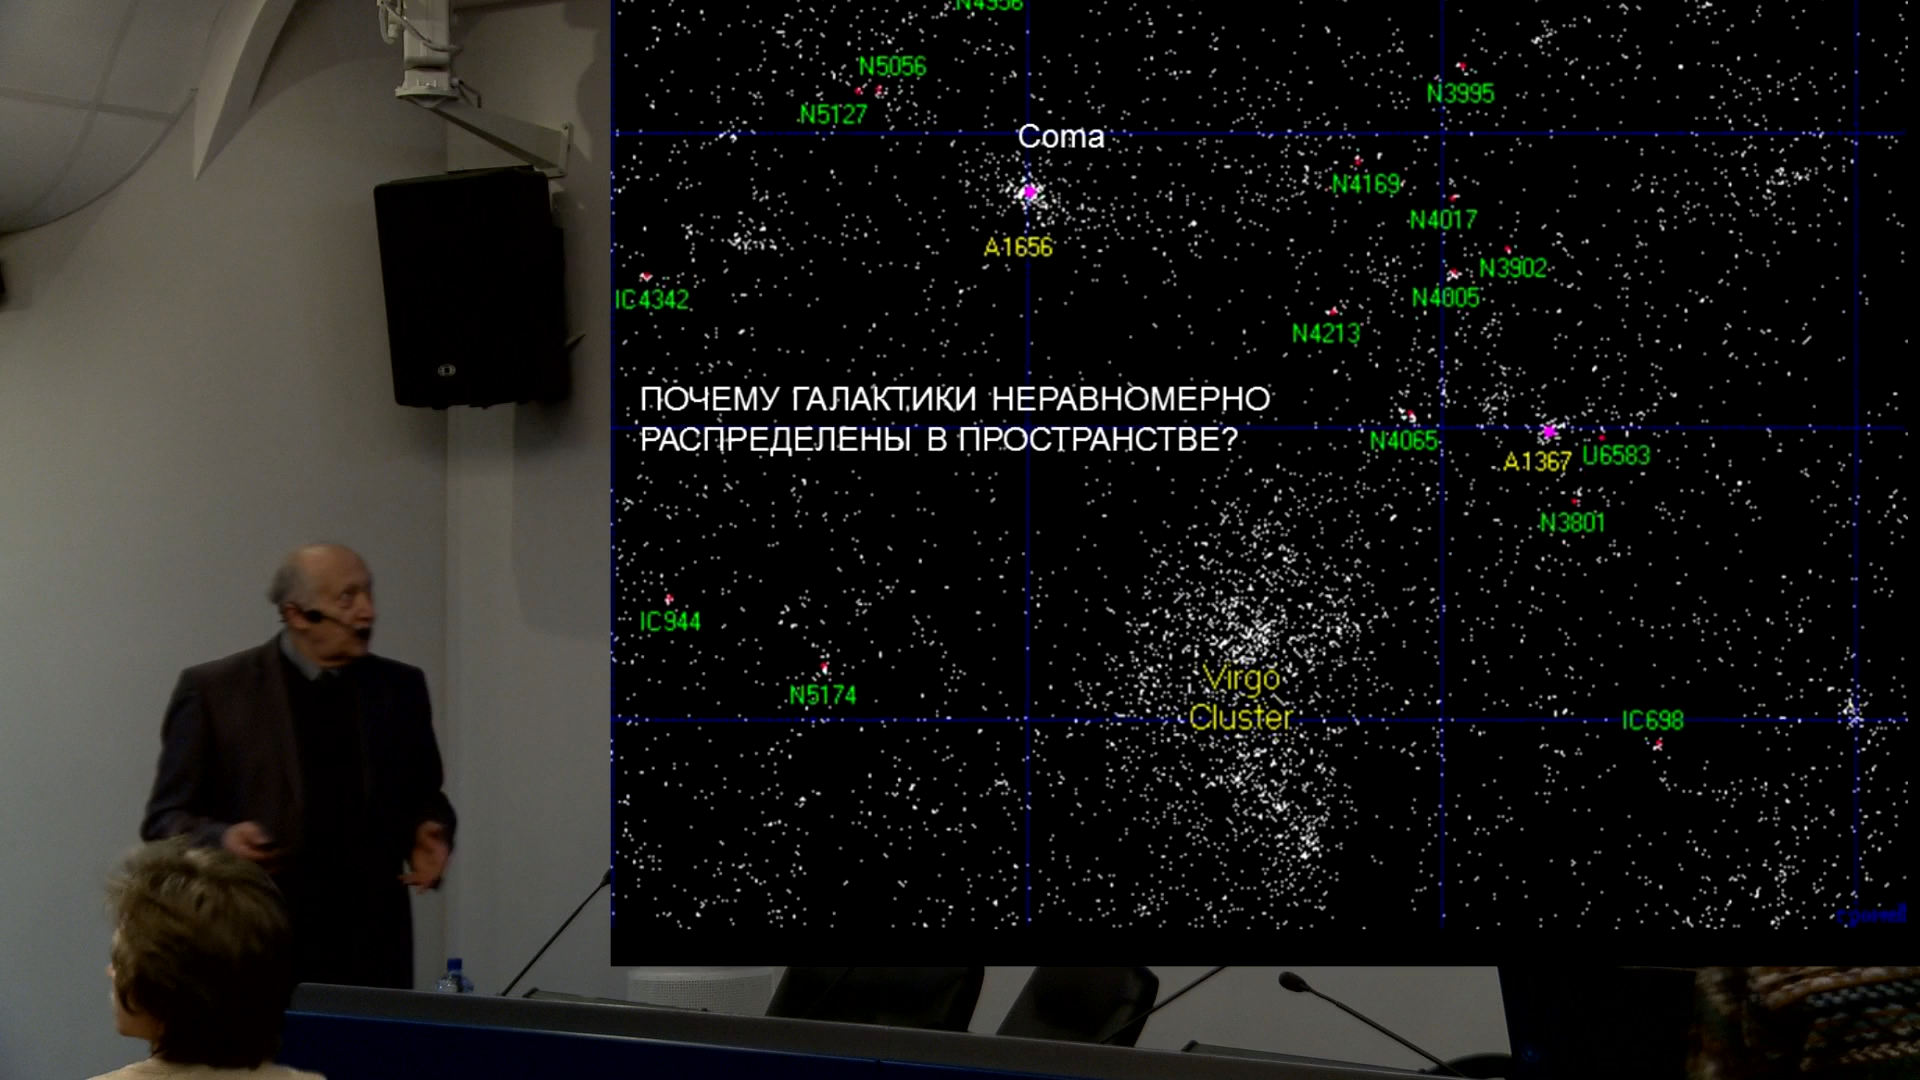 N4956
N5056
N3995
N5127
Coma
N4169
N4017
A1656
N3902
IC4342
N4005
N4213
ПОЧЕМУ ГАЛАКТИКИ НЕРАВНОМЕРНО
РАСПРЕДЕЛЕНЫ В ПРОСТРАНСТВЕ?
N4065
A1367
U6583
N3801
IC944
Virgo
Cluster
N5174
IC698